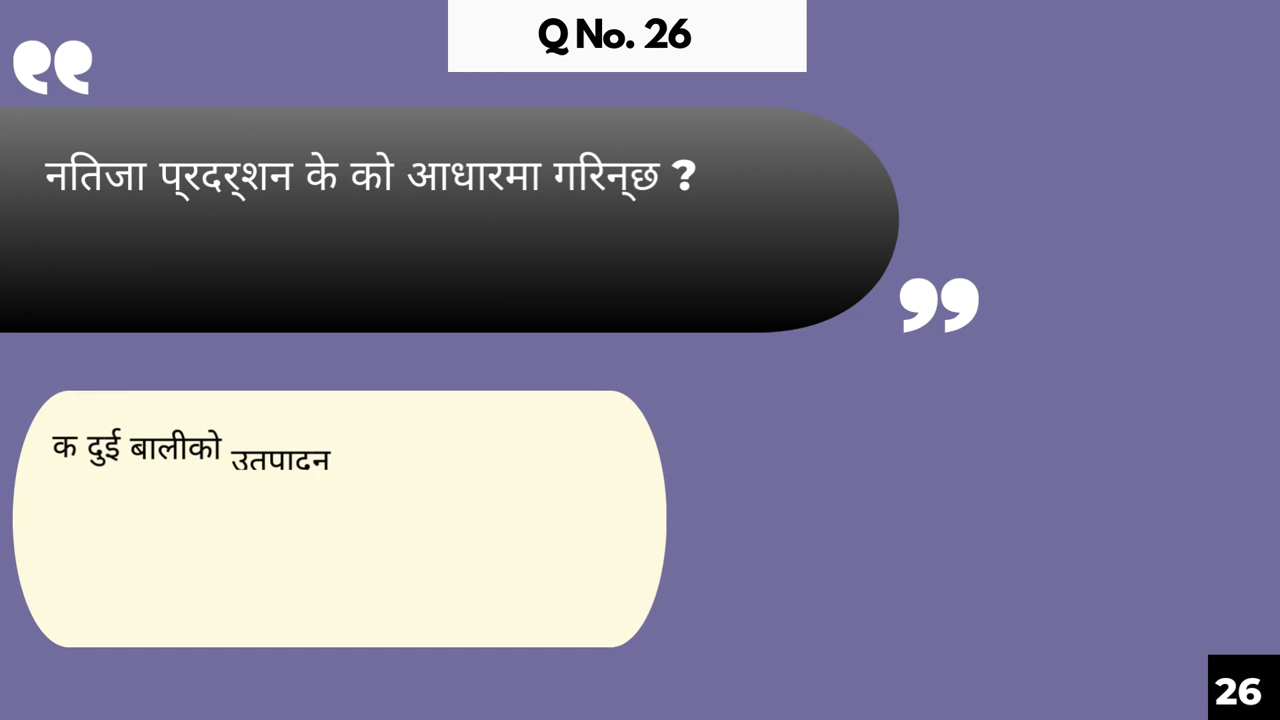 Q No. 26
नतिजा प्रदर्शन के को आधारमा गरिन्छ ?
क दुई बालीको उतपादन
26